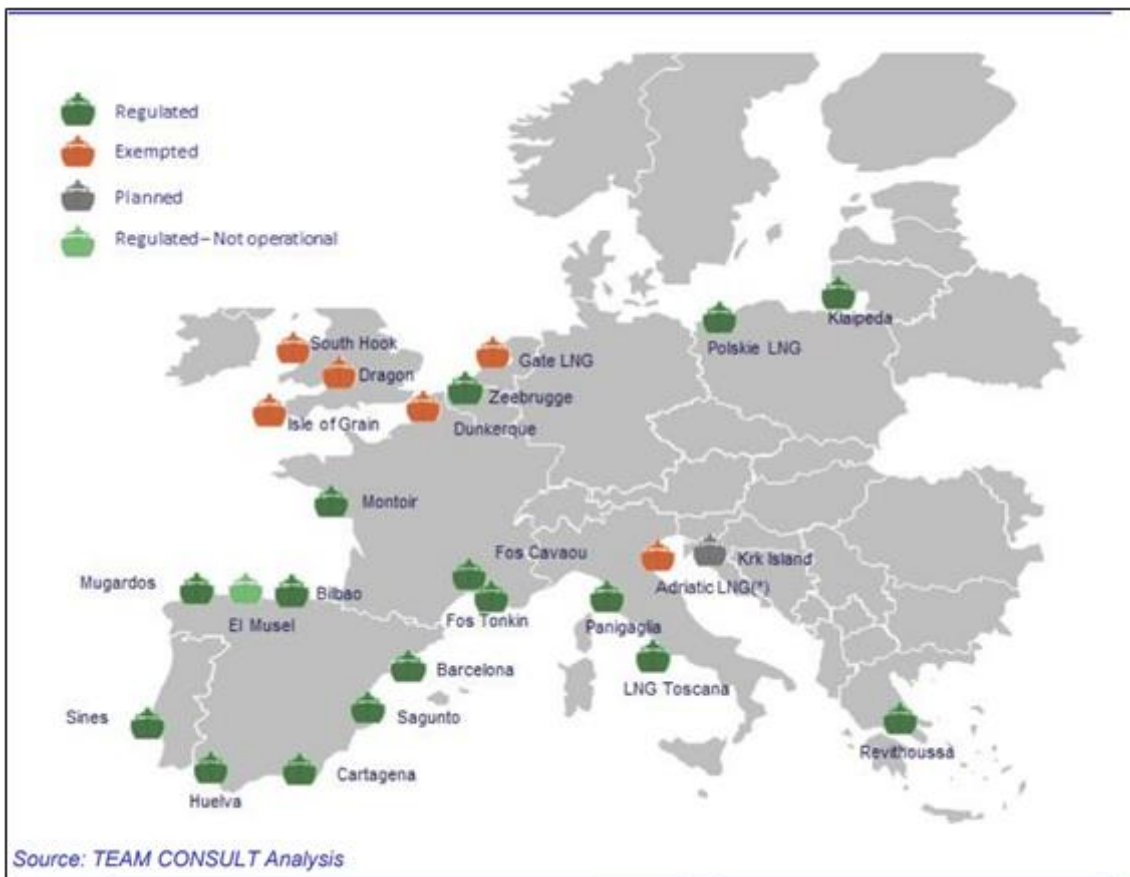 Regulated
Exempted
Planned
Regulated–Not operational
Klaipeda
Polskie LNG
South Hook
Gate LNG
Dragon
Zeebrugge
Isle of Grain
Dunkerque
Montoir
Fos Cavaou
Krk Island
Mugardos
Adriatic LNG(*)
Bilbao
El Musel
Fos Tonkin
Panigaglia
Barcelona
LNG Toscana
Sines
Sagunto
Revithoussa
Cartagena
Huelva
Source: TEAM CONSULT Analysis